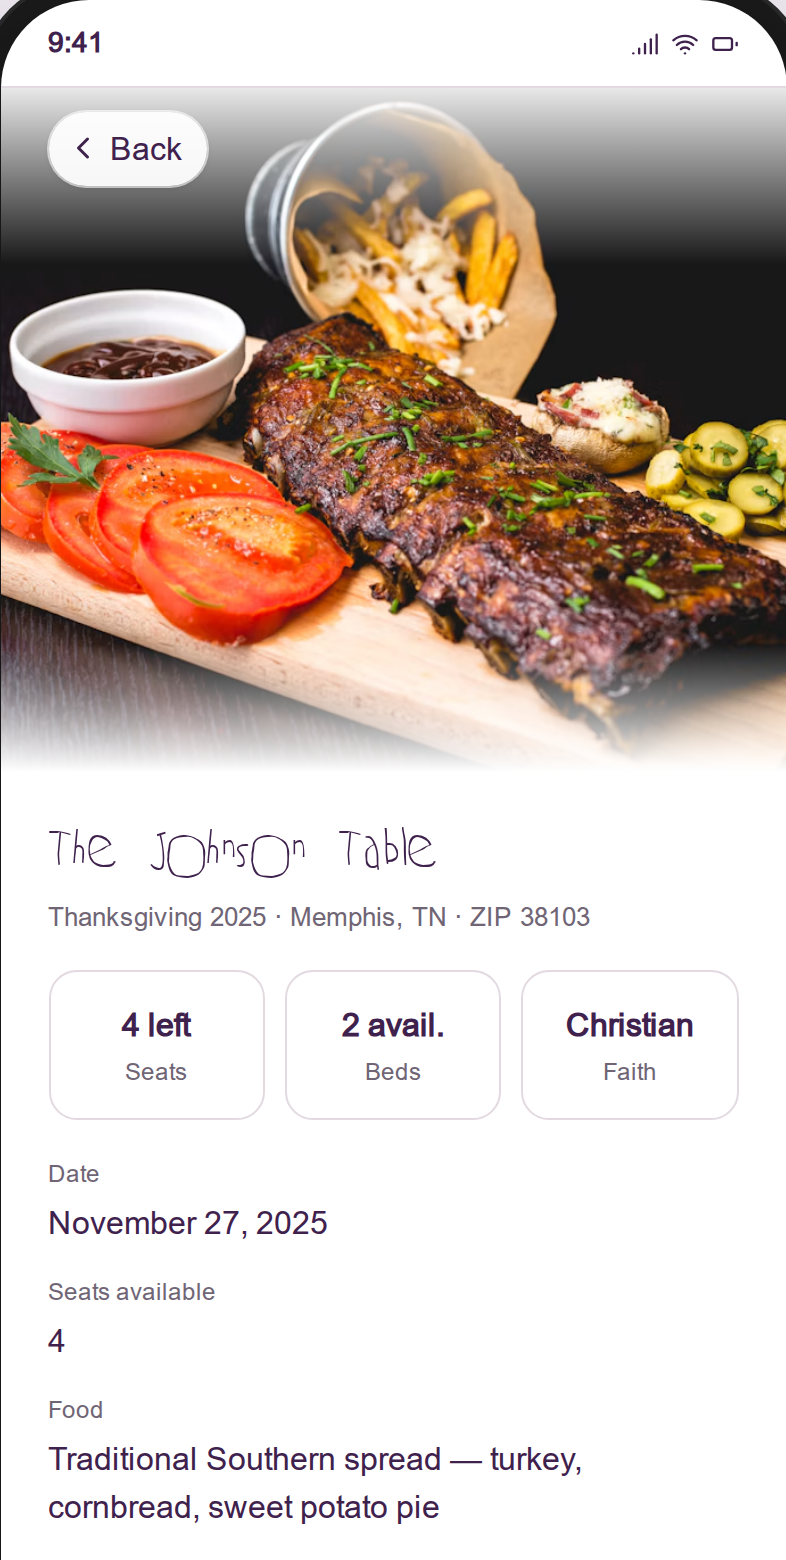 9:41
Back
The Johnson Table
Thanksgiving 2025 · Memphis, TN · ZIP 38103
4 left
Seats
2 avail.
Beds
Christian
Faith
Date
November 27, 2025
Seats available
4
Food
Traditional Southern spread — turkey,
cornbread, sweet potato pie